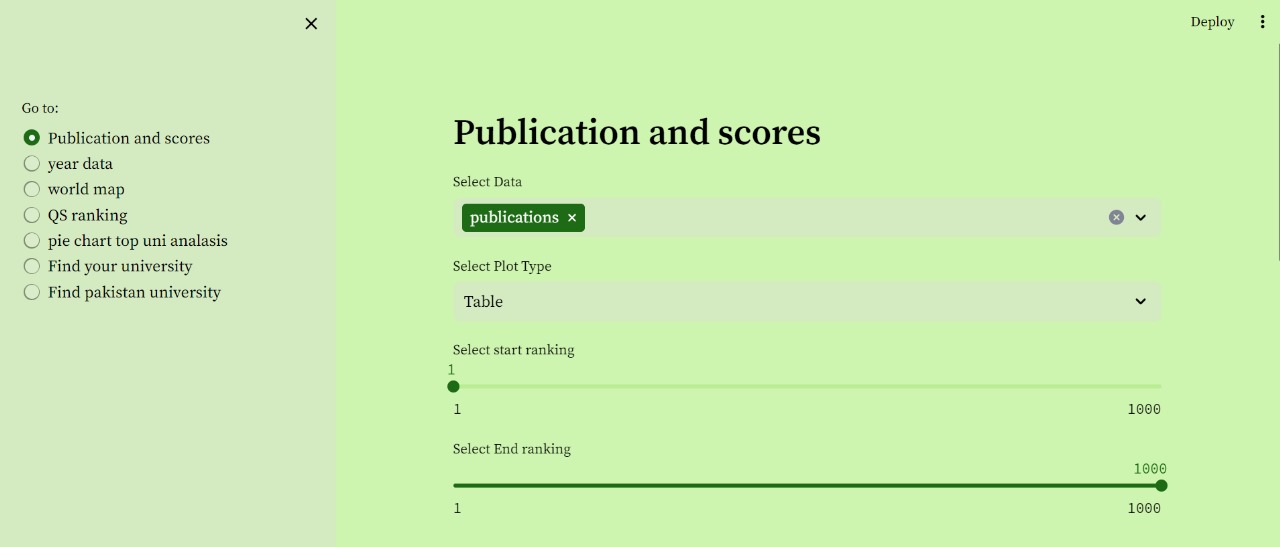 Deploy
Go to:
Publication and scores
year data
world map
QS ranking
pie chart top uni analasis
Find your university
Find pakistan university
Publication and scores
Select Data
publications
Select Plot Type
Table
Select start ranking
1
1 1000
Select End ranking
1000
1 1000